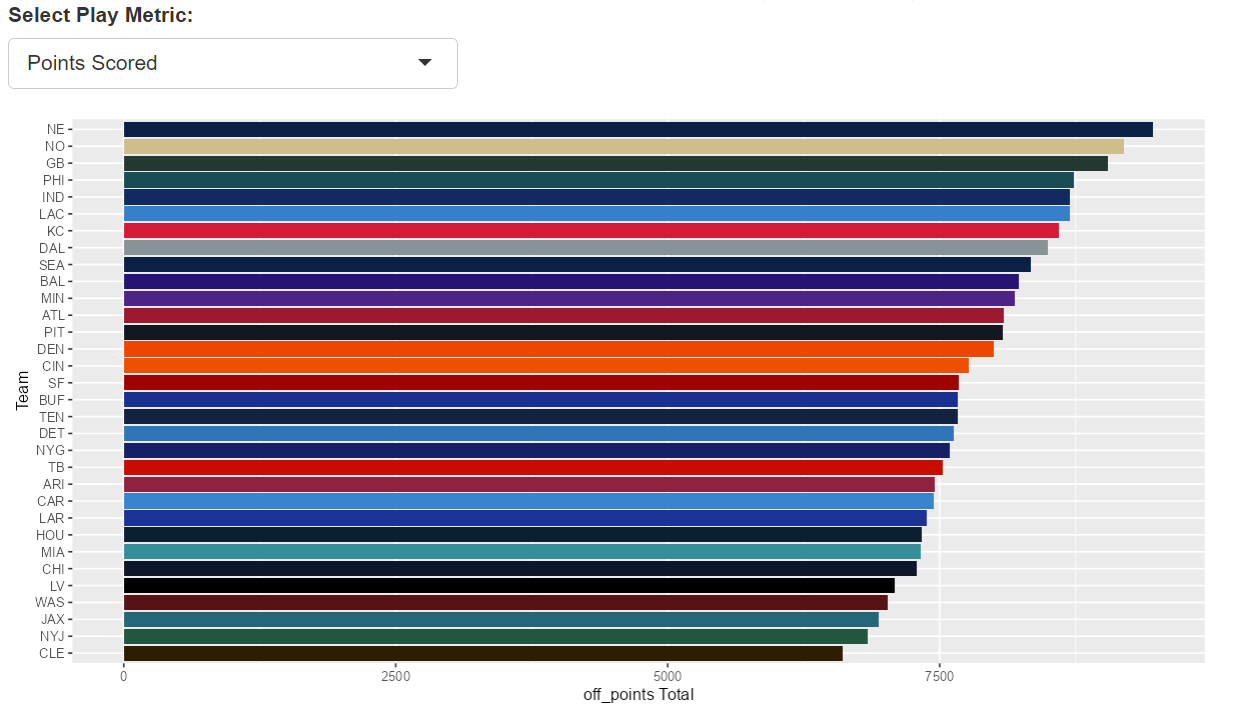 Select Play Metric:
Points Scored
NE
NO
GB
PHI
IND
LAC
KC
DAL
SEA
BAL
MIN
ATL
PIT
DEN
CIN
SF
BUF
TEN
DET
NYG
TB
ARI
CAR
LAR
HOU
MIA
CHI
LV
WAS
JAX
NYJ
CLE
Team
0 2500 5000 7500
off_points Total